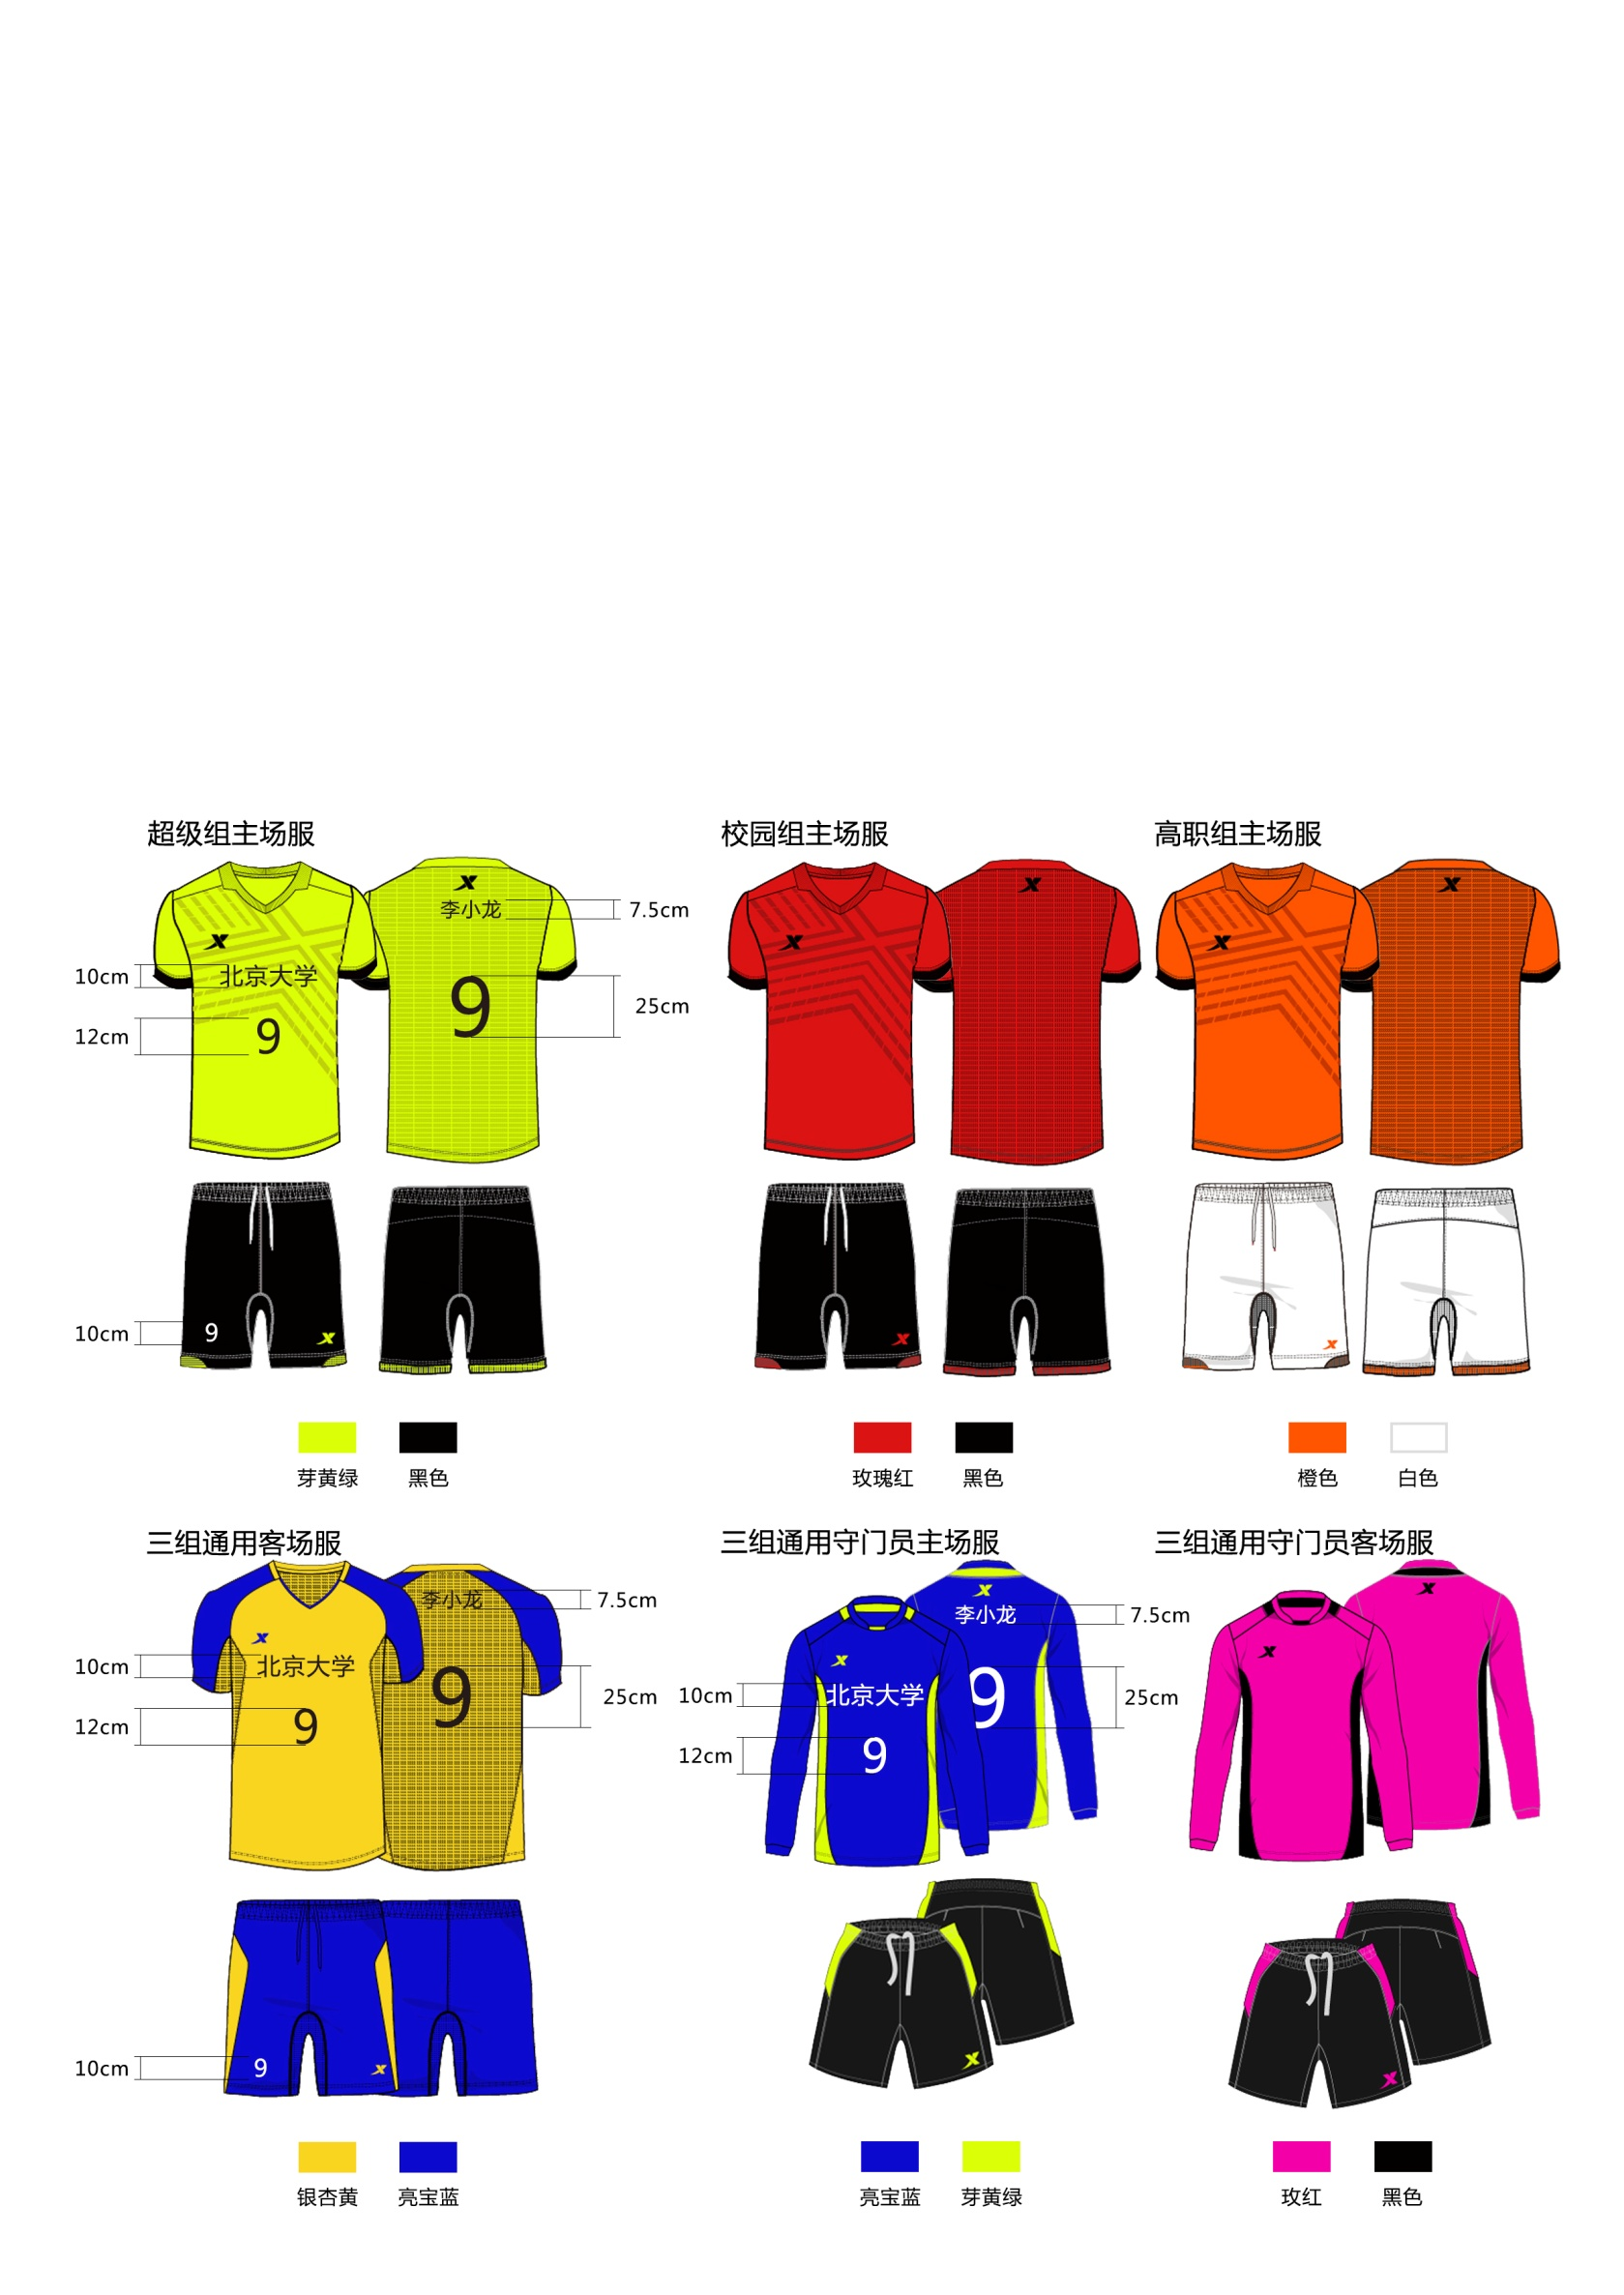 超级组主场服
校园组主场服
高职组主场服
李小龙
7.5cm
10cm
北京大学
9
25cm
12cm
9
10cm
9
芽黄绿
黑色
玫瑰红
黑色
橙色
白色
三组通用客场服
三组通用守门员主场服
三组通用守门员客场服
李小龙
7.5cm
10cm
北京大学
9
25cm
12cm
9
10cm
9
李小龙
7.5cm
10cm
北京大学
9
25cm
12cm
9
银杏黄
亮宝蓝
亮宝蓝
芽黄绿
玫红
黑色